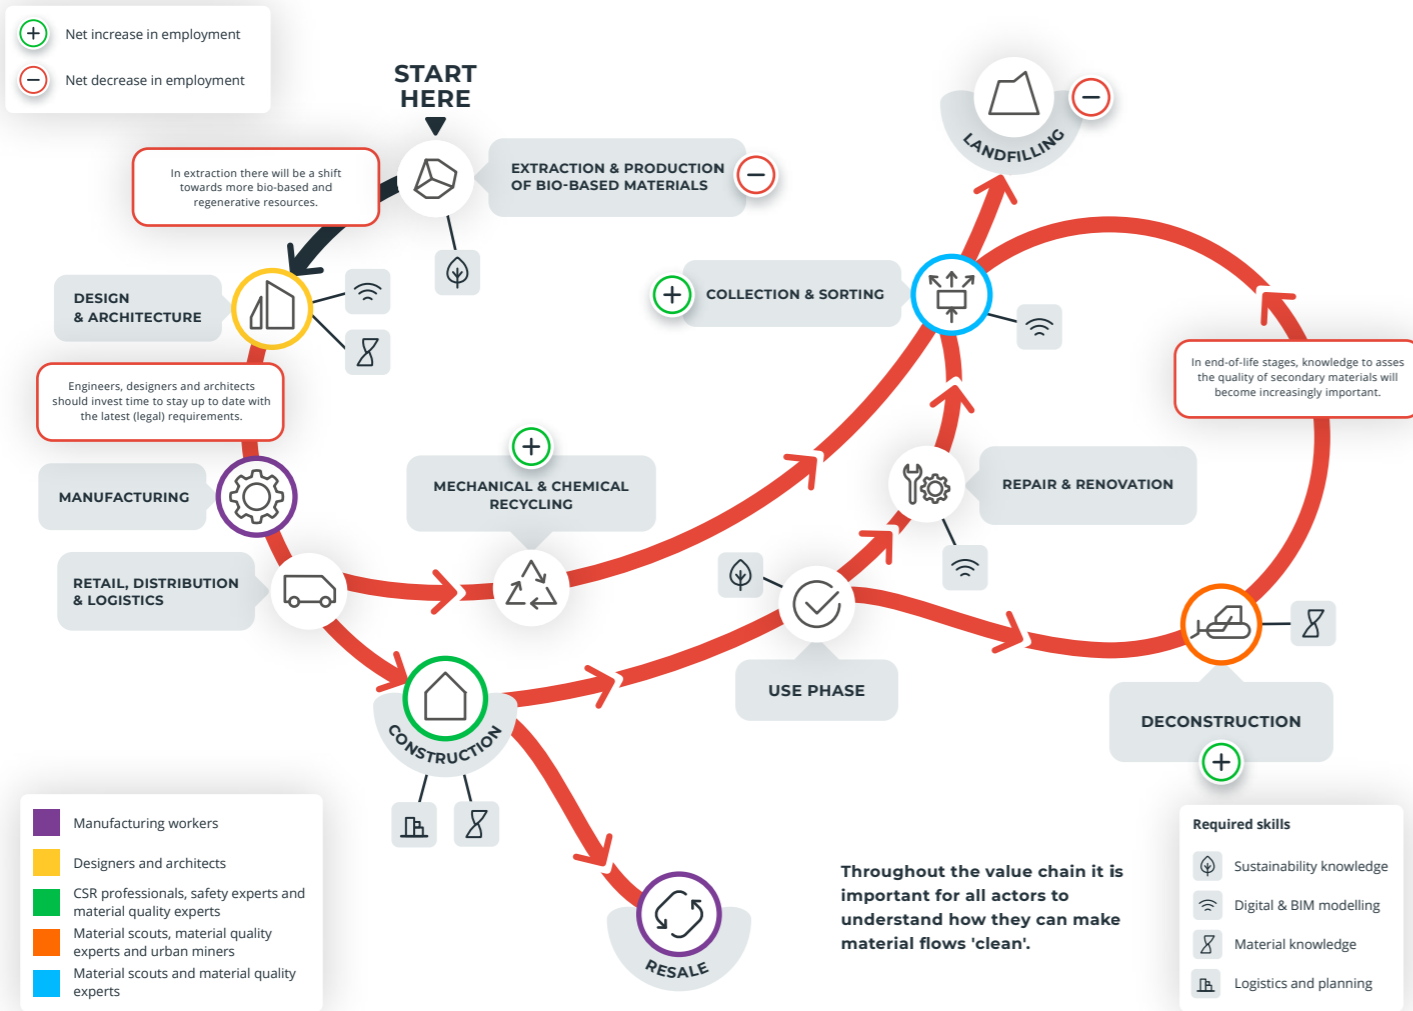 Net increase in employment
Net decrease in employment
START
HERE
EXTRACTION & PRODUCTION
OF BIO-BASED MATERIALS
In extraction there will be a shift
towards more bio-based and
regenerative resources.
LANDFILLING
DESIGN
& ARCHITECTURE
COLLECTION & SORTING
Engineers, designers and architects
should invest time to stay up to date with
the latest (legal) requirements.
In end-of-life stages, knowledge to asses
the quality of secondary materials will
become increasingly important.
MANUFACTURING
MECHANICAL & CHEMICAL
RECYCLING
REPAIR & RENOVATION
RETAIL, DISTRIBUTION
& LOGISTICS
USE PHASE
CONSTRUCTION
DECONSTRUCTION
RESALE
Throughout the value chain it is
important for all actors to
understand how they can make
material flows 'clean'.
Manufacturing workers
Designers and architects
CSR professionals, safety experts and
material quality experts
Material scouts, material quality
experts and urban miners
Material scouts and material quality
experts
Required skills
Sustainability knowledge
Digital & BIM modelling
Material knowledge
Logistics and planning